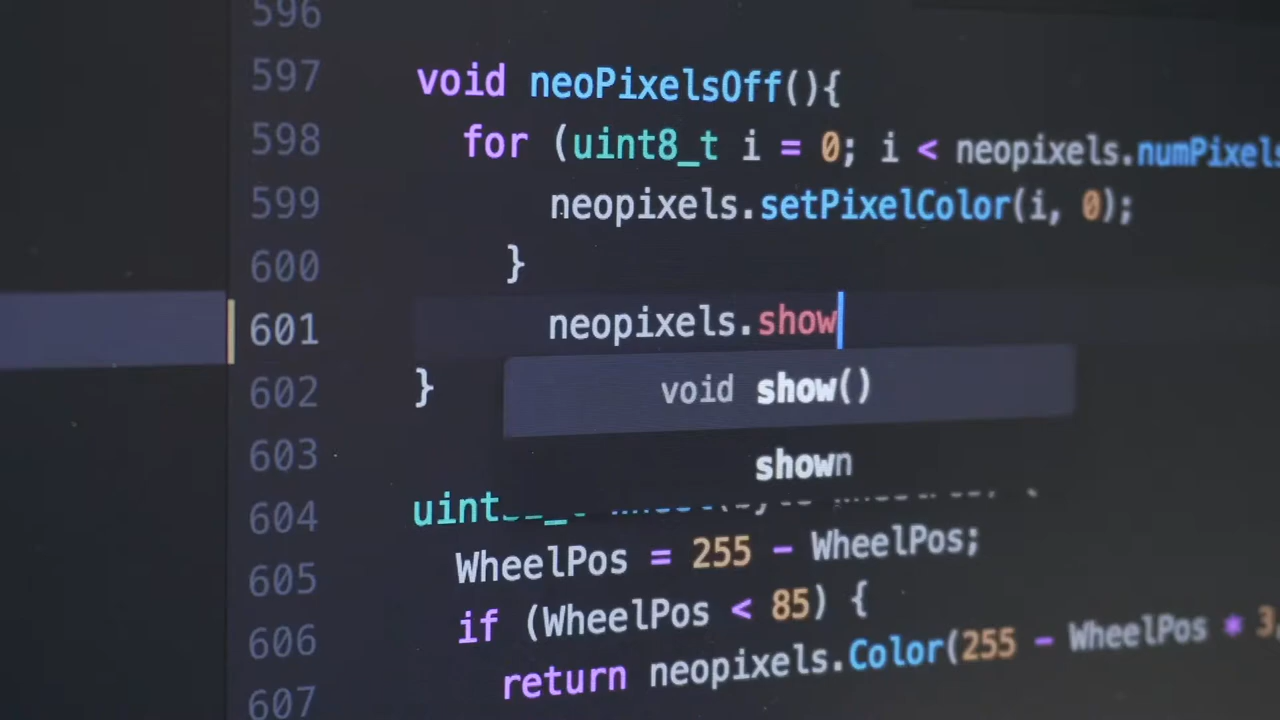 596
597 void neoPixelsOff(){
598 for (uint8_t i = 0; i < neopixels.numPixels
599 neopixels.setPixelColor(i, 0);
600 }
601 neopixels.show
602 } void show()
603 shown
604
605 WheelPos = 255 - WheelPos;
606 if (WheelPos < 85) {
607 return neopixels.Color(255 - WheelPos * 3,